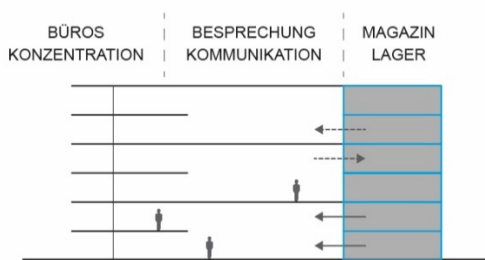 BÜROS
KONZENTRATION
BESPRECHUNG
KOMMUNIKATION
MAGAZIN
LAGER